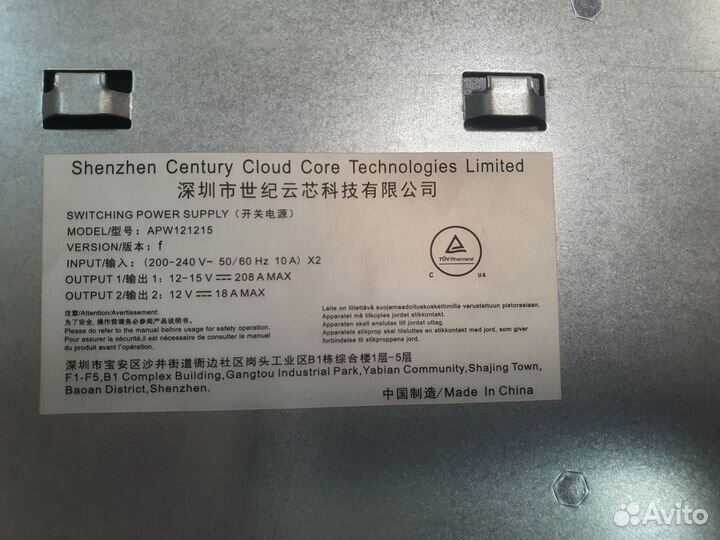 Shenzhen Century Cloud Core Technologies Limited
深圳市世纪云芯科技有限公司
SWITCHING POWER SUPPLY (开关电源)
MODEL/型号: APW121215
VERSION/版本: f
INPUT/输入: (200-240 V~ 50/60 Hz 10 A) X2
OUTPUT 1/输出 1: 12-15 V⎓ 208 A MAX
OUTPUT 2/输出 2: 12 V⎓ 18 A MAX
TÜVRheinland
C US
注意/Attention/Avertissement:
为了安全, 操作前请务必参阅产品说明书。
Please do refer to the manual before usage for safety operation.
Pour assurer la sécurité,il est nécessaire de consulter le manuel
du produit avant l'opération.
Leite on liitettävä suojamaadoituskoskettimilla varustettuun pistorasiaan.
Apparaten skall anslutas till jordat uttag.
Apparatet må tilkoples jordet stikkontakt.
Apparatets stikprop skal tilsluttes en stikkontakt med jord, som giver
forbindelse til stikproppens jord.
深圳市宝安区沙井街道衙边社区岗头工业区B1栋综合楼1层-5层
F1-F5,B1 Complex Building,Gangtou Industrial Park,Yabian Community,Shajing Town,
Baoan District,Shenzhen.
中国制造/Made In China
Avito